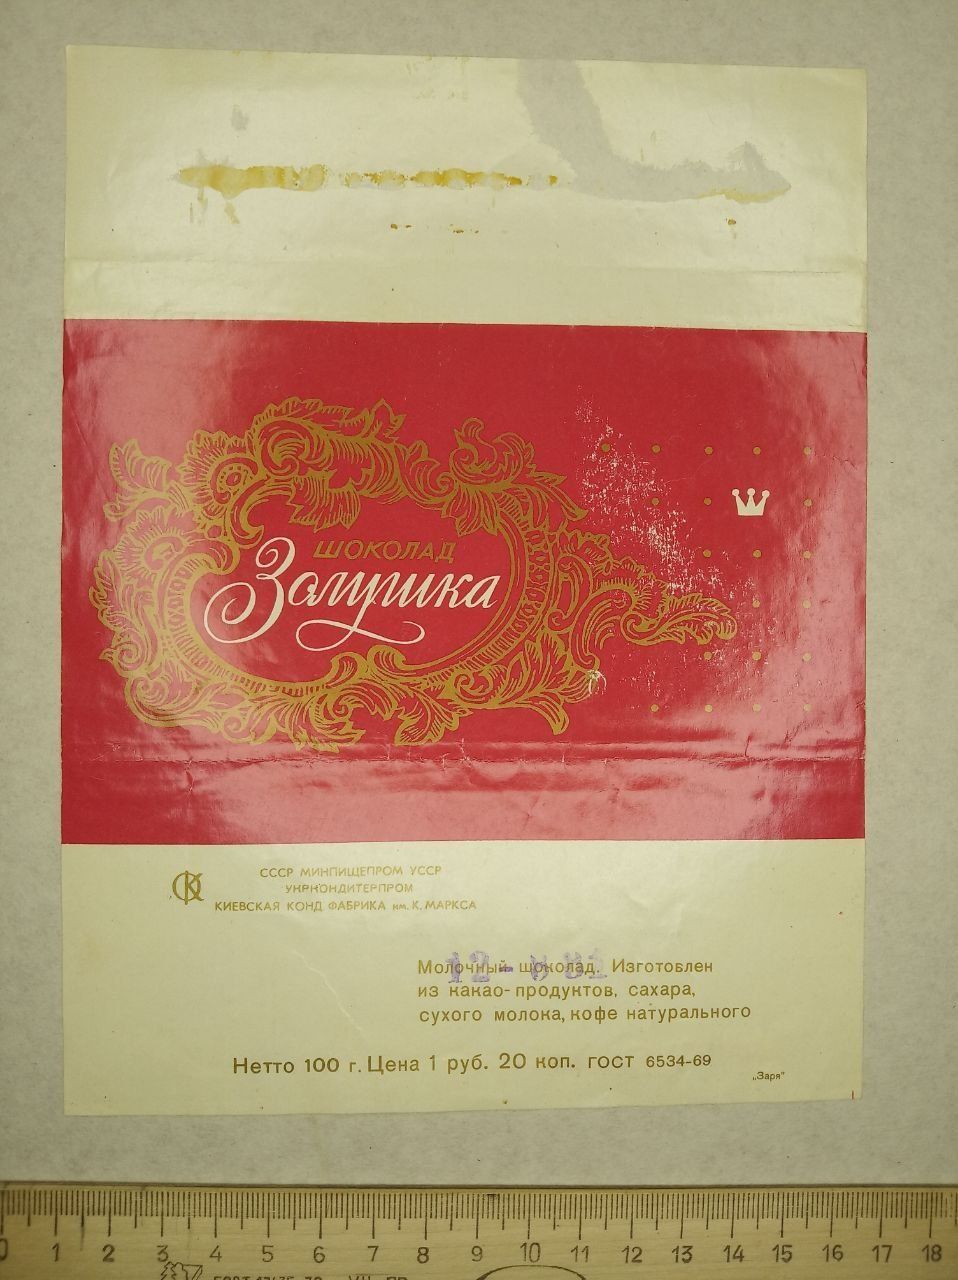 ШОКОЛАД
Золушка
СССР МИНПИЩЕПРОМ УССР
УКРКОНДИТЕРПРОМ
КИЕВСКАЯ КОНД. ФАБРИКА им. К. МАРКСА
Молочный шоколад. Изготовлен
из какао-продуктов, сахара,
сухого молока, кофе натурального
Нетто 100 г. Цена 1 руб. 20 коп. ГОСТ 6534-69
„Заря"
0 1 2 3 4 5 6 7 8 9 10 11 12 13 14 15 16 17 18